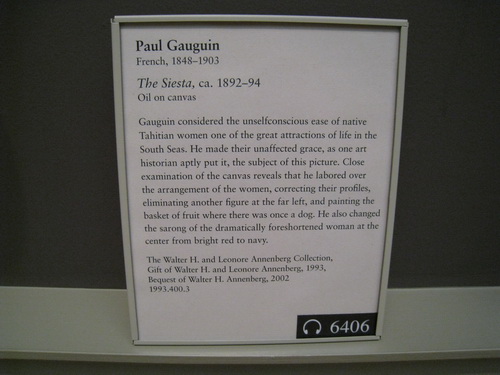 Paul Gauguin
French, 1848–1903
The Siesta, ca. 1892–94
Oil on canvas
Gauguin considered the unselfconscious ease of native
Tahitian women one of the great attractions of life in the
South Seas. He made their unaffected grace, as one art
historian aptly put it, the subject of this picture. Close
examination of the canvas reveals that he labored over
the arrangement of the women, correcting their profiles,
eliminating another figure at the far left, and painting the
basket of fruit where there was once a dog. He also changed
the sarong of the dramatically foreshortened woman at the
center from bright red to navy.
The Walter H. and Leonore Annenberg Collection,
Gift of Walter H. and Leonore Annenberg, 1993,
Bequest of Walter H. Annenberg, 2002
1993.400.3
6406